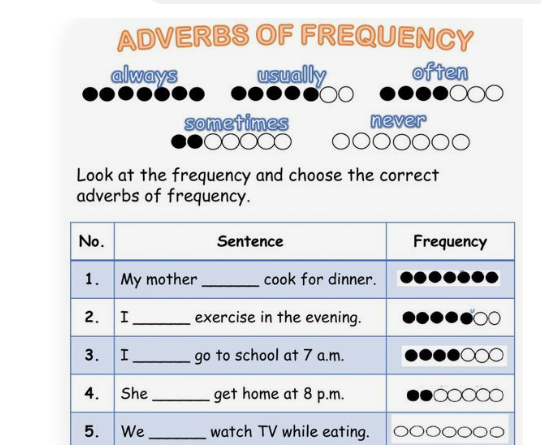 ADVERBS OF FREQUENCY
always usually often
sometimes never
Look at the frequency and choose the correct
adverbs of frequency.
No. Sentence Frequency
1. My mother ______ cook for dinner.
2. I ______ exercise in the evening.
3. I ______ go to school at 7 a.m.
4. She ______ get home at 8 p.m.
5. We ______ watch TV while eating.